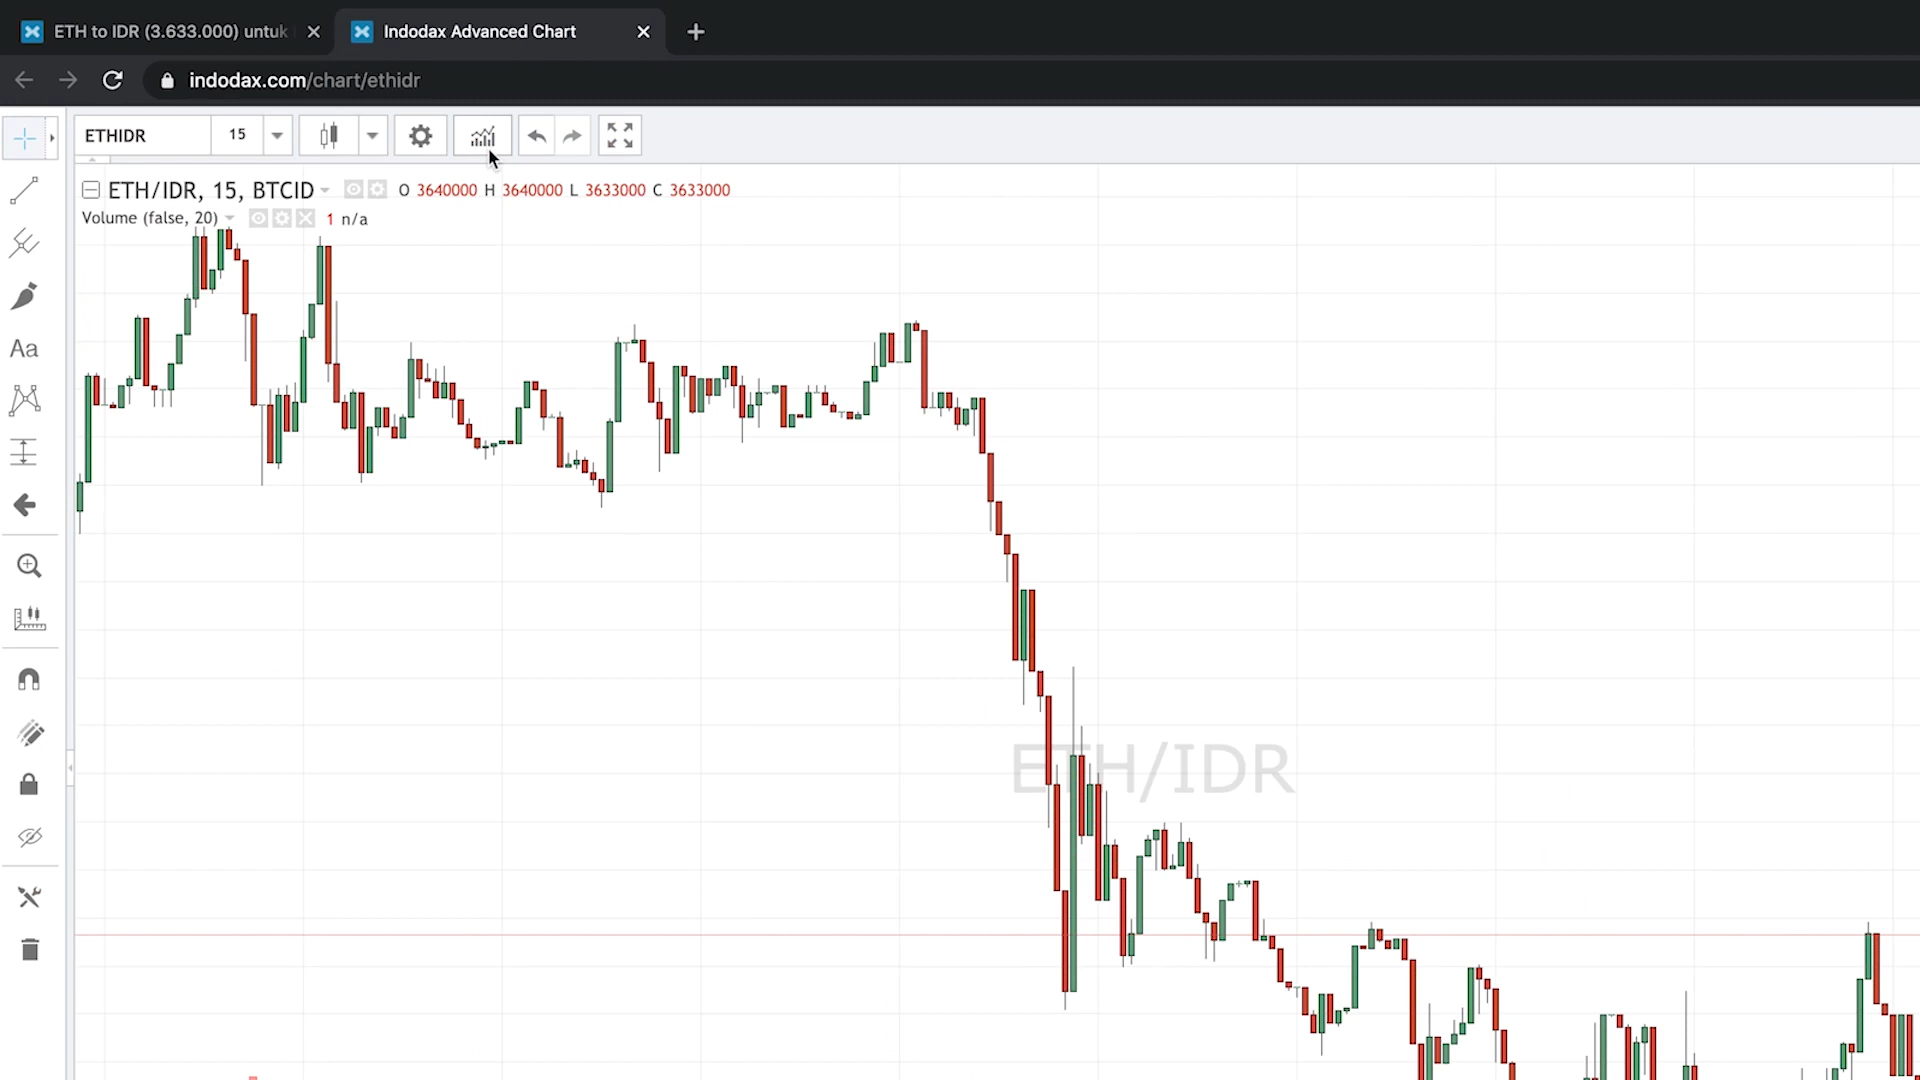 ETH to IDR (3.633.000) untuk
Indodax Advanced Chart
indodax.com/chart/ethidr
ETHIDR 15
ETH/IDR, 15, BTCID O 3640000 H 3640000 L 3633000 C 3633000
Volume (false, 20) 1 n/a
Aa
ETH/IDR